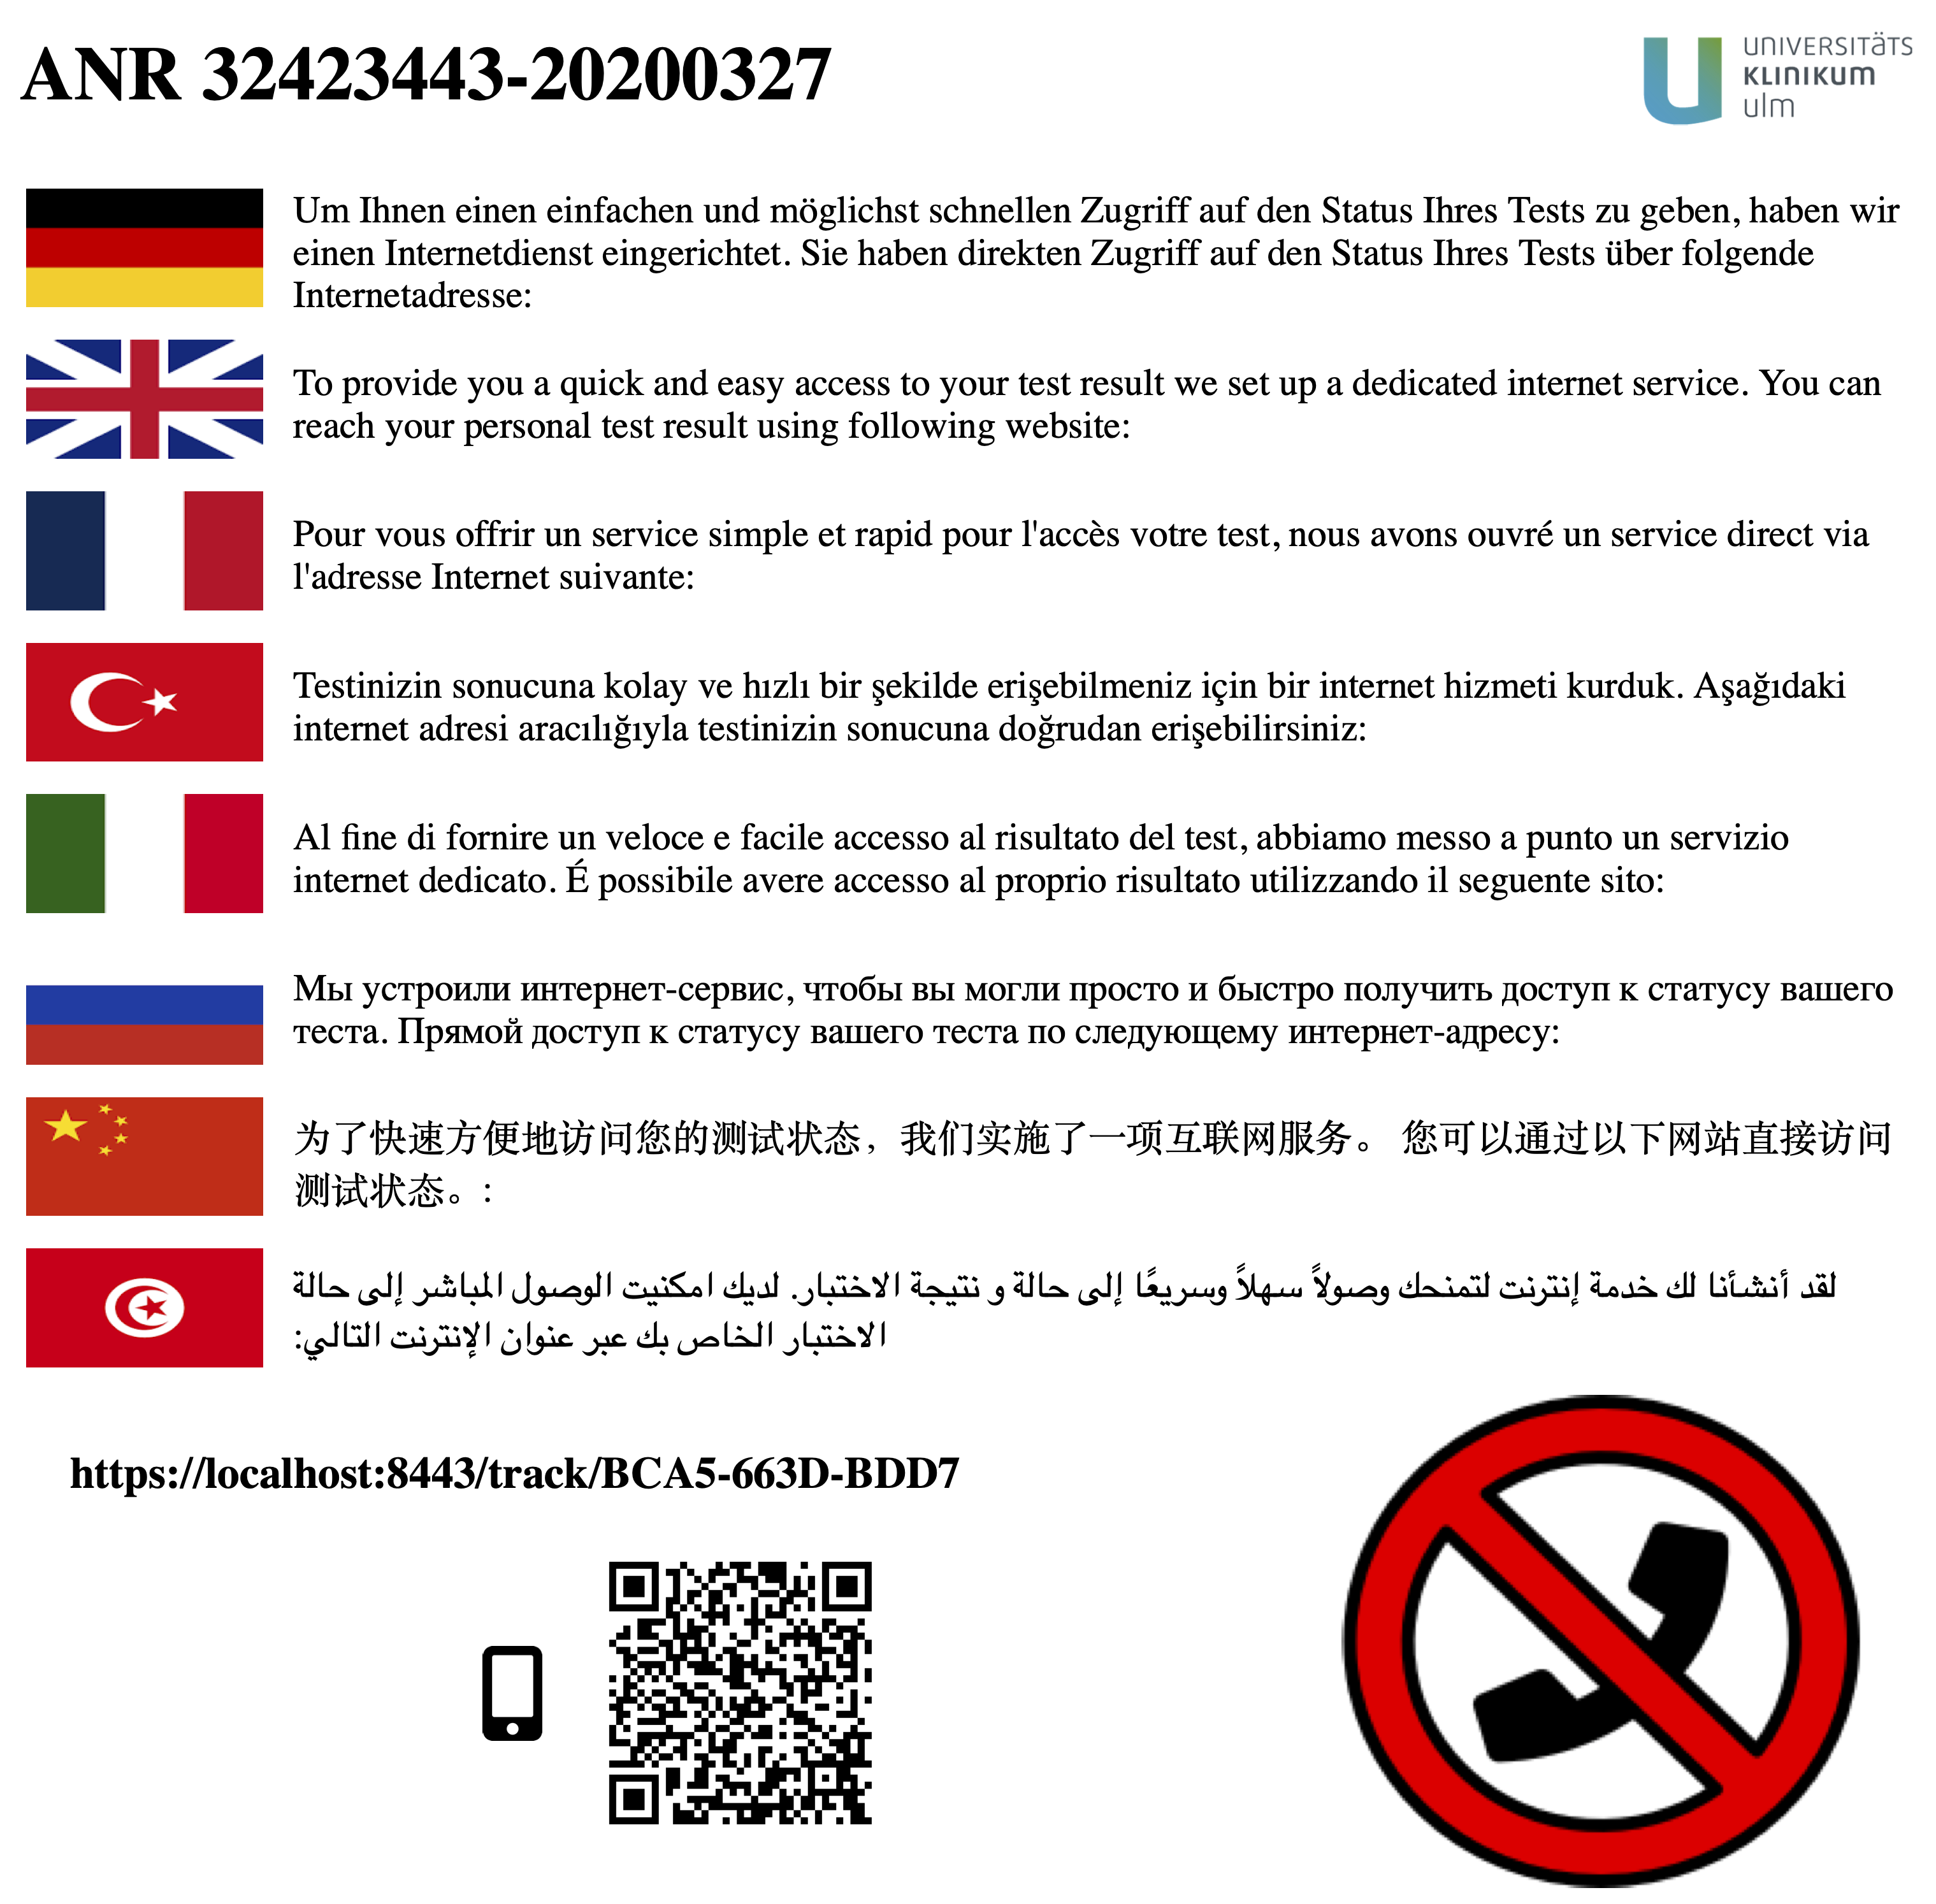 ANR 32423443-20200327
UNIVERSITÄTS
KLINIKUM
ulm
Um Ihnen einen einfachen und möglichst schnellen Zugriff auf den Status Ihres Tests zu geben, haben wir
einen Internetdienst eingerichtet. Sie haben direkten Zugriff auf den Status Ihres Tests über folgende
Internetadresse:
To provide you a quick and easy access to your test result we set up a dedicated internet service. You can
reach your personal test result using following website:
Pour vous offrir un service simple et rapid pour l'accès votre test, nous avons ouvré un service direct via
l'adresse Internet suivante:
Testinizin sonucuna kolay ve hızlı bir şekilde erişebilmeniz için bir internet hizmeti kurduk. Aşağıdaki
internet adresi aracılığıyla testinizin sonucuna doğrudan erişebilirsiniz:
Al fine di fornire un veloce e facile accesso al risultato del test, abbiamo messo a punto un servizio
internet dedicato. É possibile avere accesso al proprio risultato utilizzando il seguente sito:
Мы устроили интернет-сервис, чтобы вы могли просто и быстро получить доступ к статусу вашего
теста. Прямой доступ к статусу вашего теста по следующему интернет-адресу:
为了快速方便地访问您的测试状态，我们实施了一项互联网服务。 您可以通过以下网站直接访问
测试状态。:
لقد أنشأنا لك خدمة إنترنت لتمنحك وصولاً سهلاً وسريعًا إلى حالة و نتيجة الاختبار. لديك امكنيت الوصول المباشر إلى حالة
الاختبار الخاص بك عبر عنوان الإنترنت التالي:
https://localhost:8443/track/BCA5-663D-BDD7